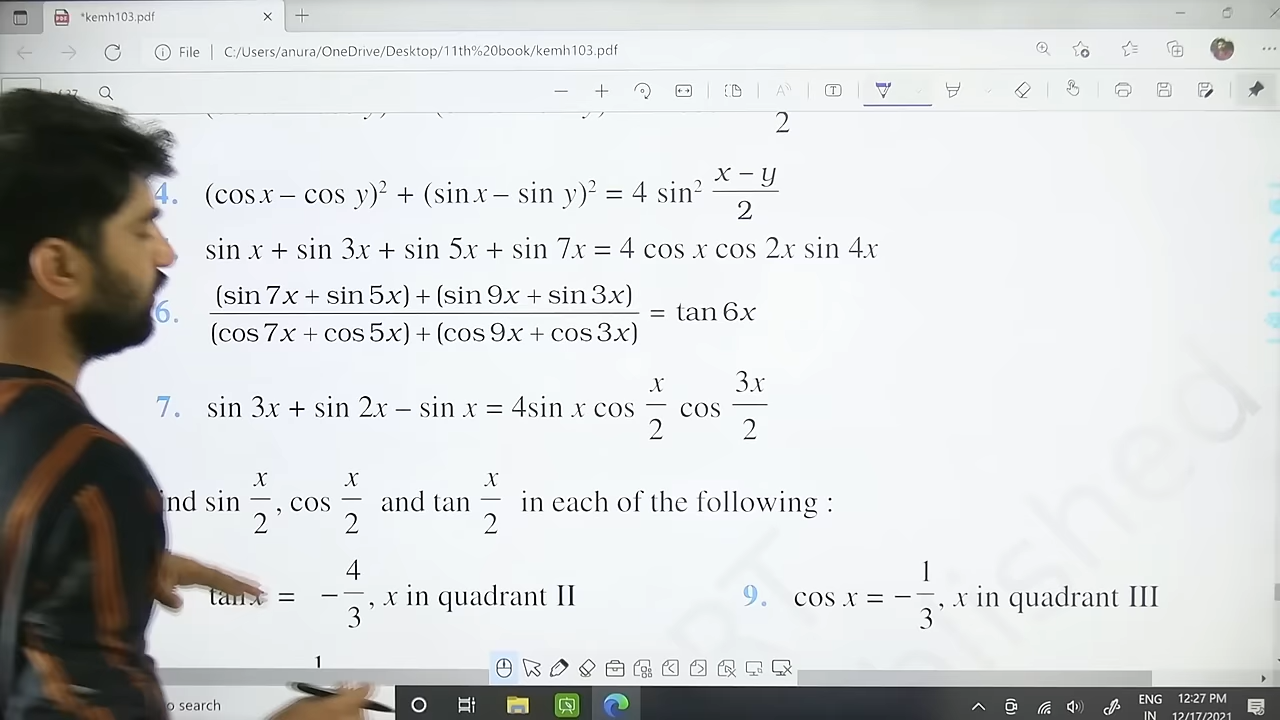 *kemh103.pdf
File | C:/Users/anura/OneDrive/Desktop/11th%20book/kemh103.pdf
2
4. (cos x – cos y)² + (sin x – sin y)² = 4 sin² (x – y)/2
sin x + sin 3x + sin 5x + sin 7x = 4 cos x cos 2x sin 4x
6. ((sin 7x + sin 5x) + (sin 9x + sin 3x))/((cos 7x + cos 5x) + (cos 9x + cos 3x)) = tan 6x
7. sin 3x + sin 2x – sin x = 4sin x cos x/2 cos 3x/2
ind sin x/2, cos x/2 and tan x/2 in each of the following :
tan x = –4/3, x in quadrant II
9. cos x = –1/3, x in quadrant III
1
search
ENG
IN
12:27 PM
12/17/2021